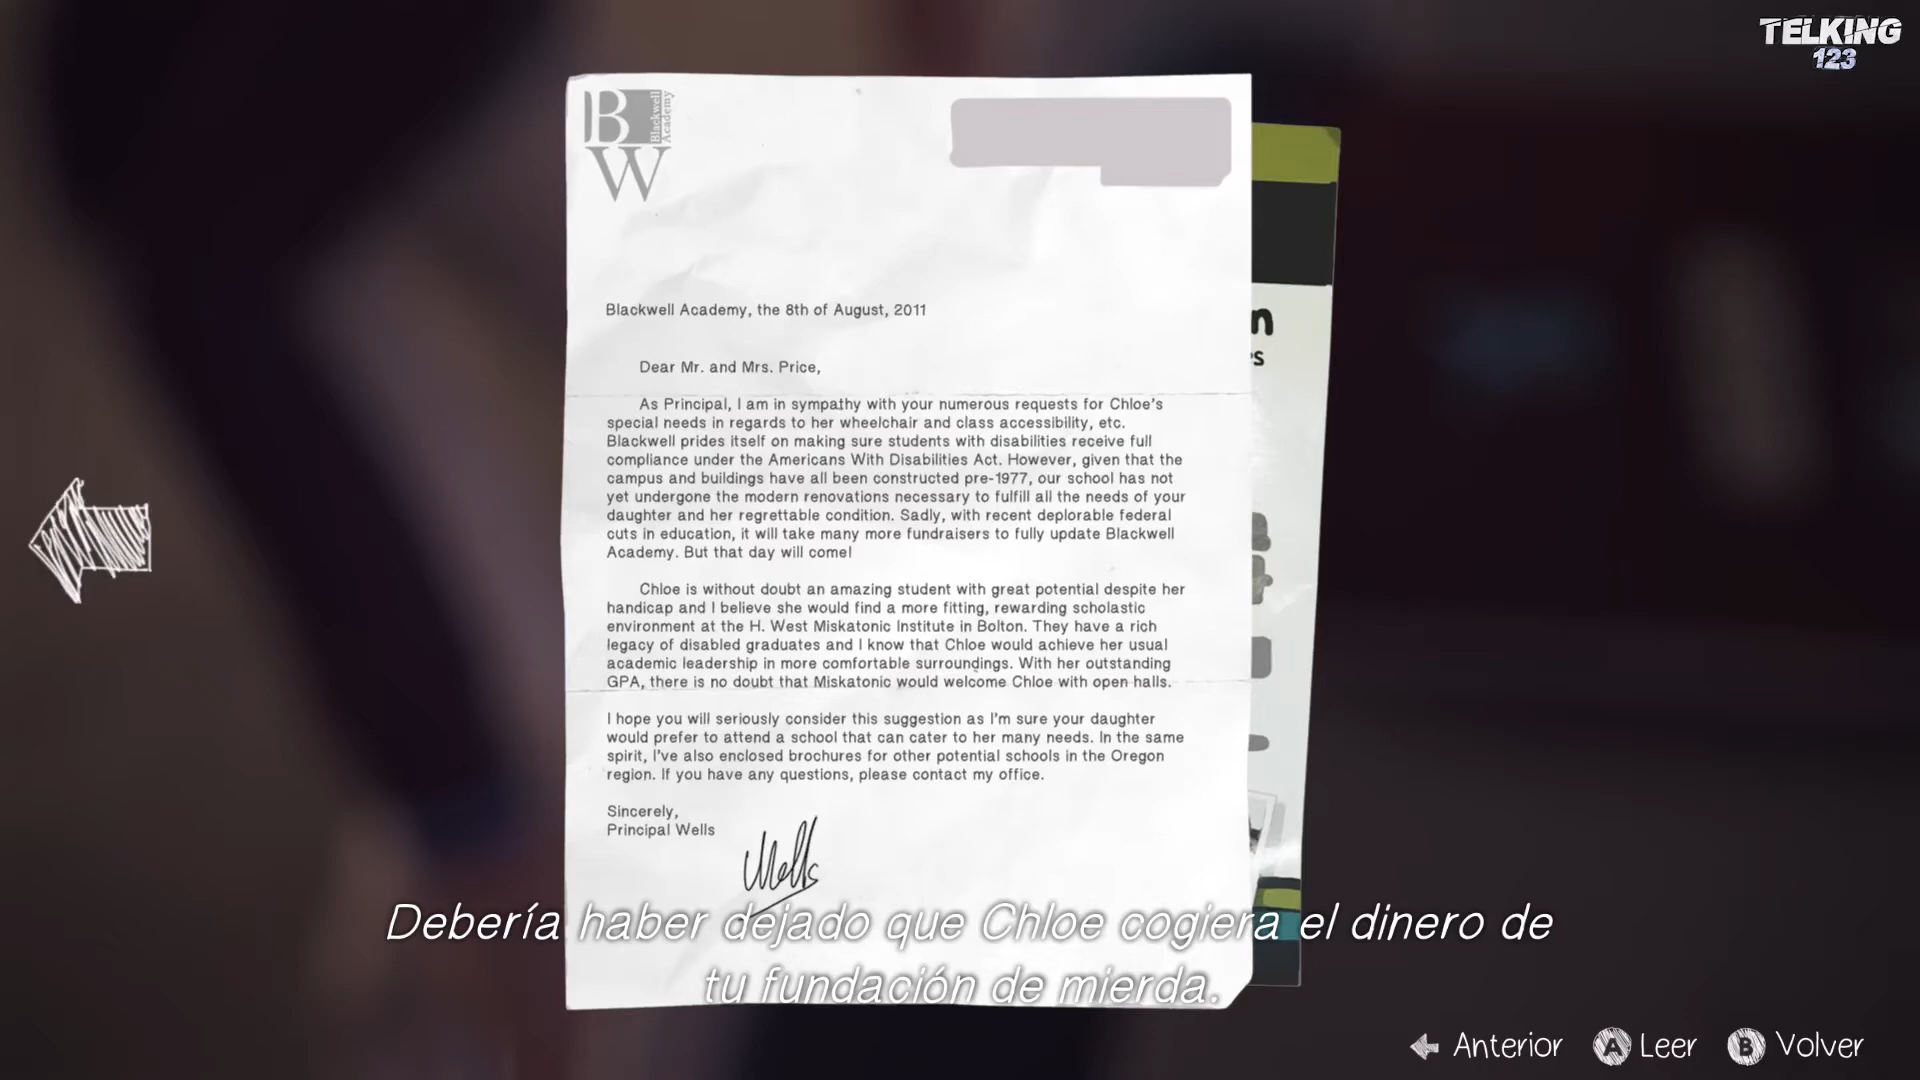 TELKING
123
B
Blackwell
Academy
W
n
es
Blackwell Academy, the 8th of August, 2011
Dear Mr. and Mrs. Price,
As Principal, I am in sympathy with your numerous requests for Chloe's
special needs in regards to her wheelchair and class accessibility, etc.
Blackwell prides itself on making sure students with disabilities receive full
compliance under the Americans With Disabilities Act. However, given that the
campus and buildings have all been constructed pre-1977, our school has not
yet undergone the modern renovations necessary to fulfill all the needs of your
daughter and her regrettable condition. Sadly, with recent deplorable federal
cuts in education, it will take many more fundraisers to fully update Blackwell
Academy. But that day will come!
Chloe is without doubt an amazing student with great potential despite her
handicap and I believe she would find a more fitting, rewarding scholastic
environment at the H. West Miskatonic Institute in Bolton. They have a rich
legacy of disabled graduates and I know that Chloe would achieve her usual
academic leadership in more comfortable surroundings. With her outstanding
GPA, there is no doubt that Miskatonic would welcome Chloe with open halls.
I hope you will seriously consider this suggestion as I'm sure your daughter
would prefer to attend a school that can cater to her many needs. In the same
spirit, I've also enclosed brochures for other potential schools in the Oregon
region. If you have any questions, please contact my office.
Sincerely,
Principal Wells
Wells
Debería haber dejado que Chloe cogiera el dinero de
tu fundación de mierda.
Anterior A Leer B Volver